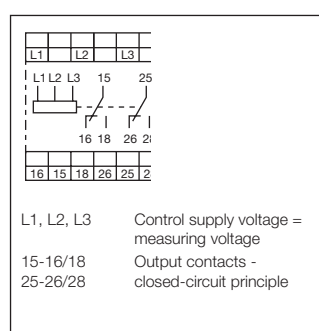 L1 L2 L3
L1 L2 L3 15 25
16 18 26
16 15 18 26 25
L1, L2, L3 Control supply voltage =
measuring voltage
15-16/18 Output contacts -
25-26/28 closed-circuit principle